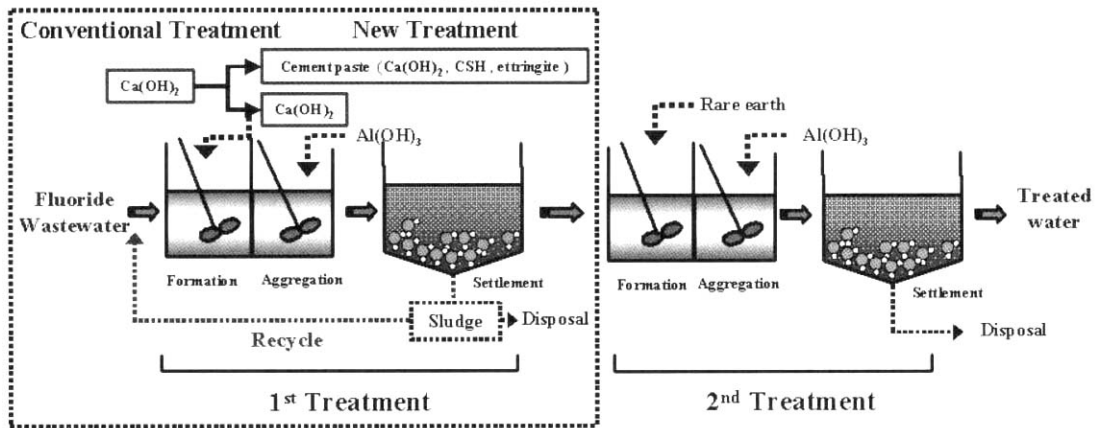 Conventional Treatment
New Treatment
Cement paste (Ca(OH)2, CSH, ettringite)
Ca(OH)2
Ca(OH)2
Al(OH)3
Rare earth
Al(OH)3
Fluoride
Wastewater
Treated
water
Formation
Aggregation
Settlement
Formation
Aggregation
Settlement
Sludge
Disposal
Recycle
Disposal
1st Treatment
2nd Treatment